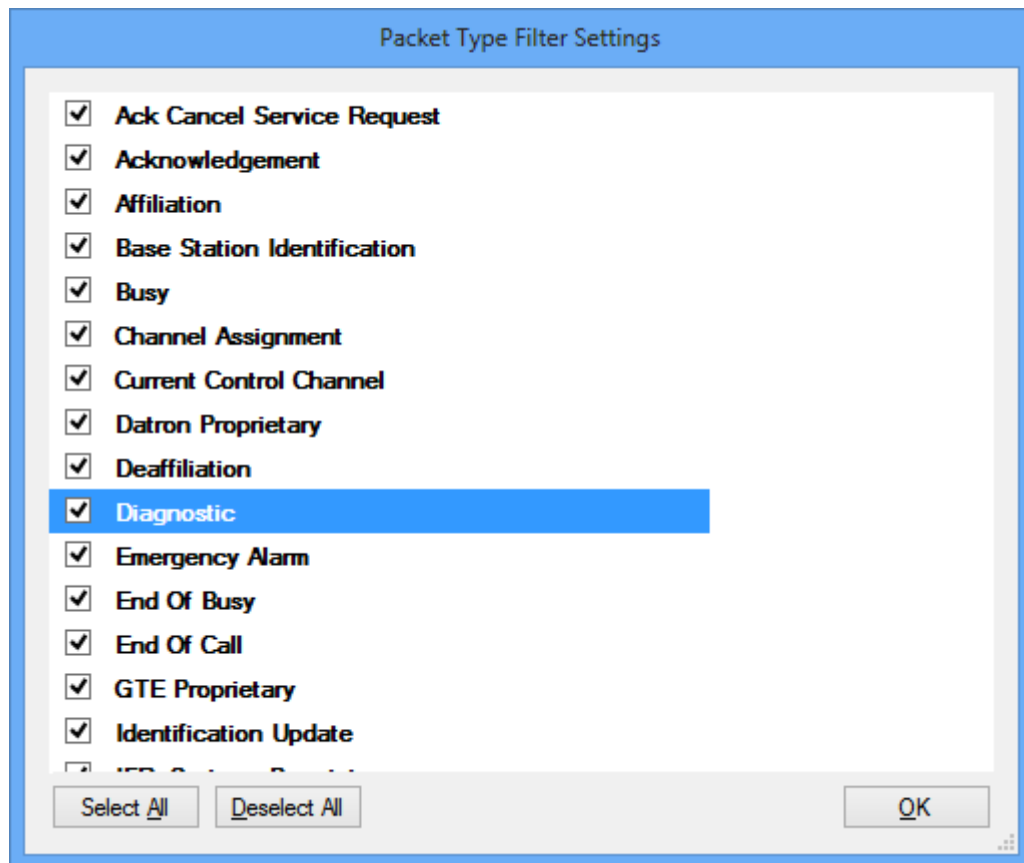 Packet Type Filter Settings
Ack Cancel Service Request
Acknowledgement
Affiliation
Base Station Identification
Busy
Channel Assignment
Current Control Channel
Datron Proprietary
Deaffiliation
Diagnostic
Emergency Alarm
End Of Busy
End Of Call
GTE Proprietary
Identification Update
Select All
Deselect All
OK